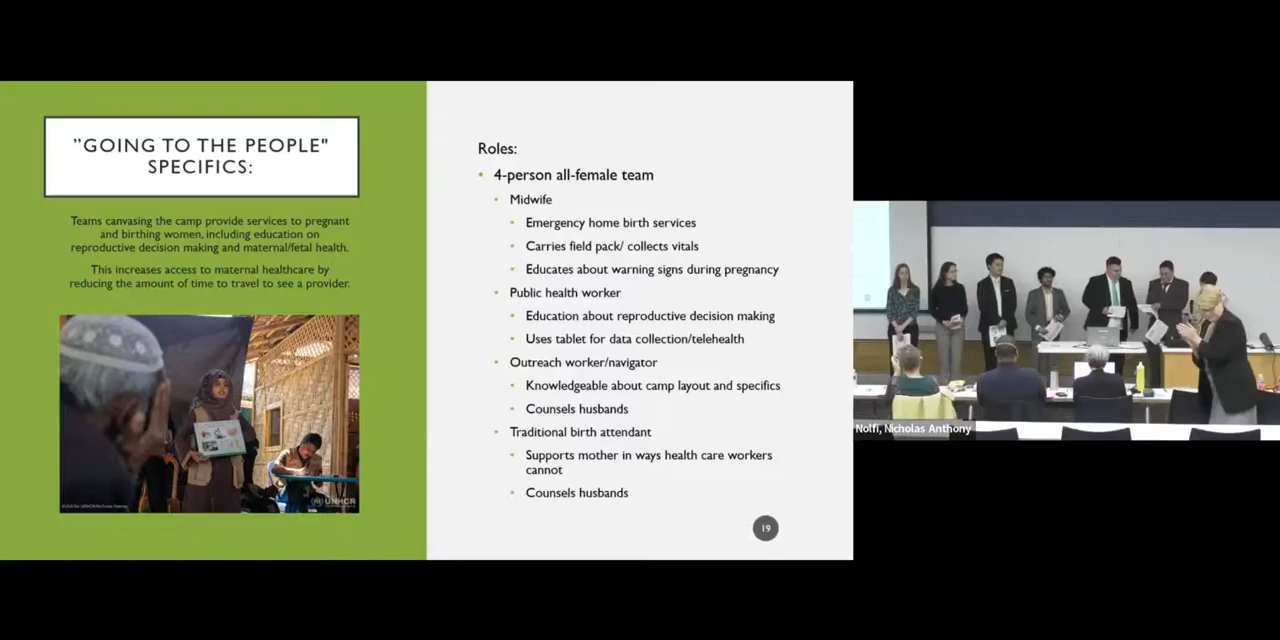 ”GOING TO THE PEOPLE"
SPECIFICS:
Teams canvasing the camp provide services to pregnant
and birthing women, including education on
reproductive decision making and maternal/fetal health.
This increases access to maternal healthcare by
reducing the amount of time to travel to see a provider.
UNHCR
Roles:
• 4-person all-female team
• Midwife
• Emergency home birth services
• Carries field pack/ collects vitals
• Educates about warning signs during pregnancy
• Public health worker
• Education about reproductive decision making
• Uses tablet for data collection/telehealth
• Outreach worker/navigator
• Knowledgeable about camp layout and specifics
• Counsels husbands
• Traditional birth attendant
• Supports mother in ways health care workers
cannot
• Counsels husbands
19
Nolfi, Nicholas Anthony